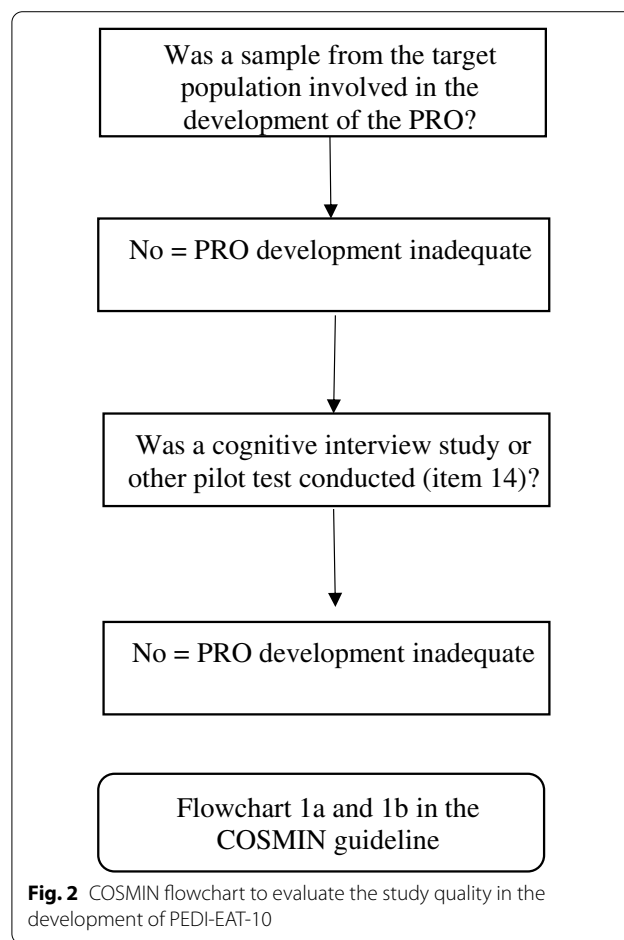 Was a sample from the target
population involved in the
development of the PRO?
No = PRO development inadequate
Was a cognitive interview study or
other pilot test conducted (item 14)?
No = PRO development inadequate
Flowchart 1a and 1b in the
COSMIN guideline
Fig. 2 COSMIN flowchart to evaluate the study quality in the
development of PEDI-EAT-10